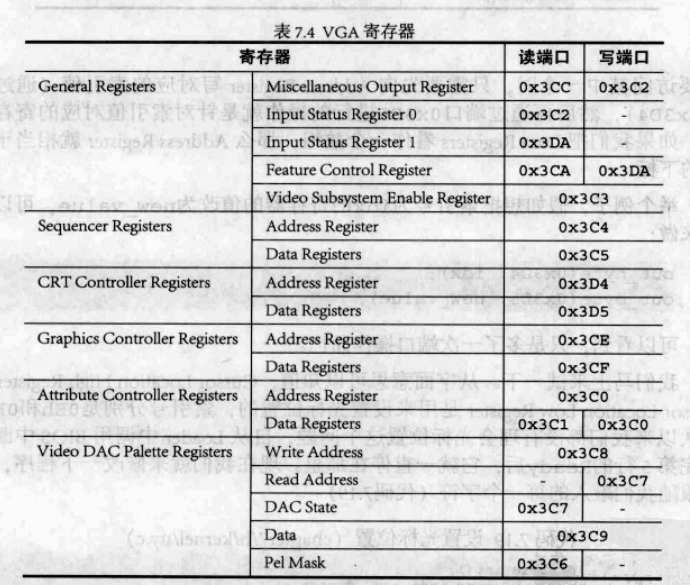 表 7.4 VGA 寄存器
寄存器 读端口 写端口
General Registers Miscellaneous Output Register 0x3CC 0x3C2
Input Status Register 0 0x3C2 -
Input Status Register 1 0x3DA -
Feature Control Register 0x3CA 0x3DA
Video Subsystem Enable Register 0x3C3
Sequencer Registers Address Register 0x3C4
Data Registers 0x3C5
CRT Controller Registers Address Register 0x3D4
Data Registers 0x3D5
Graphics Controller Registers Address Register 0x3CE
Data Registers 0x3CF
Attribute Controller Registers Address Register 0x3C0
Data Registers 0x3C1 0x3C0
Video DAC Palette Registers Write Address 0x3C8
Read Address - 0x3C7
DAC State 0x3C7 -
Data 0x3C9
Pel Mask 0x3C6 -